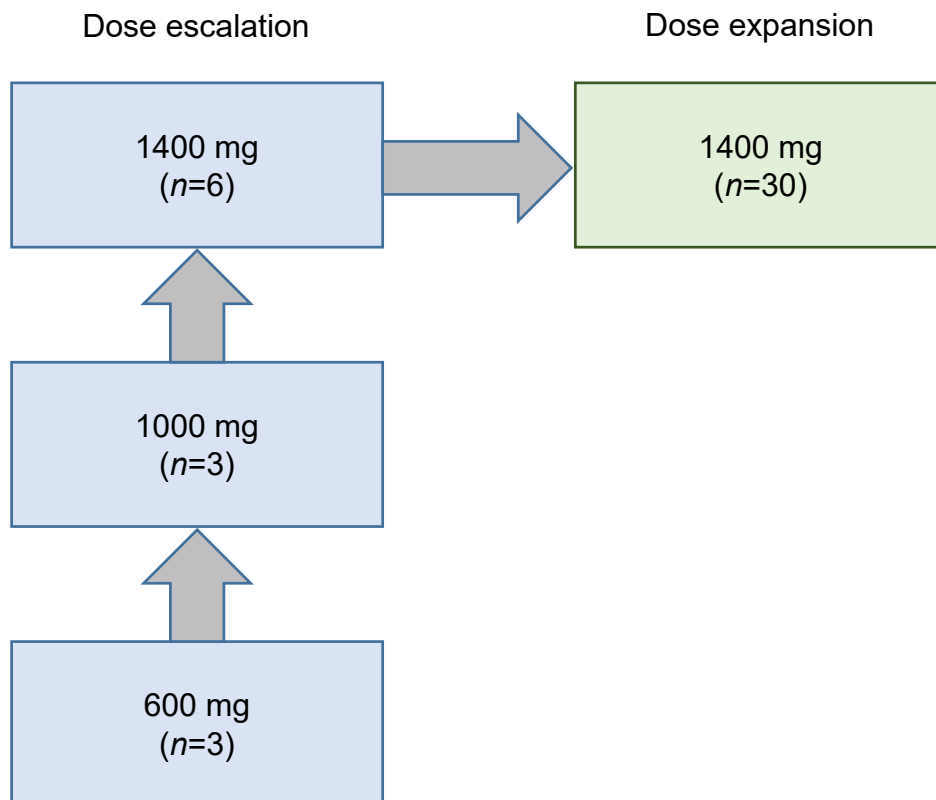 Dose escalation
Dose expansion
1400 mg
(n=6)
1400 mg
(n=30)
1000 mg
(n=3)
600 mg
(n=3)